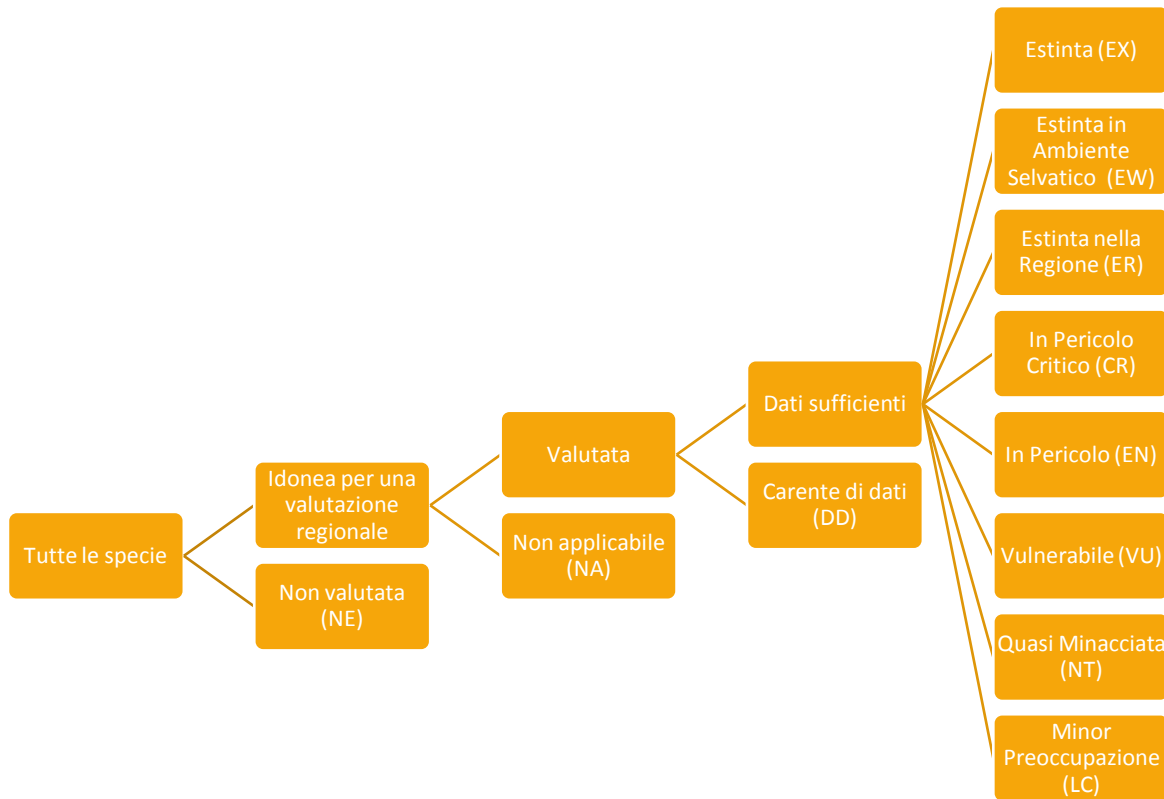 Tutte le specie
Idonea per una
valutazione
regionale
Non valutata
(NE)
Valutata
Non applicabile
(NA)
Dati sufficienti
Carente di dati
(DD)
Estinta (EX)
Estinta in
Ambiente
Selvatico (EW)
Estinta nella
Regione (ER)
In Pericolo
Critico (CR)
In Pericolo (EN)
Vulnerabile (VU)
Quasi Minacciata
(NT)
Minor
Preoccupazione
(LC)